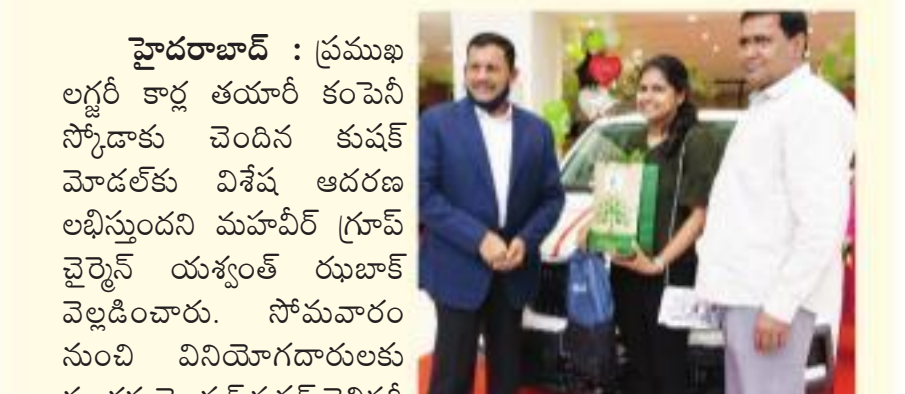 హైదరాబాద్ : ప్రముఖ
లగ్జరీ కార్ల తయారీ కంపెనీ
స్కోడాకు చెందిన కుషక్
మోడల్‌కు విశేష ఆదరణ
లభిస్తుందని మహవీర్ గ్రూప్
చైర్మెన్ యశ్వంత్ ఝబాక్
వెల్లడించారు. సోమవారం
నుంచి వినియోగదారులకు